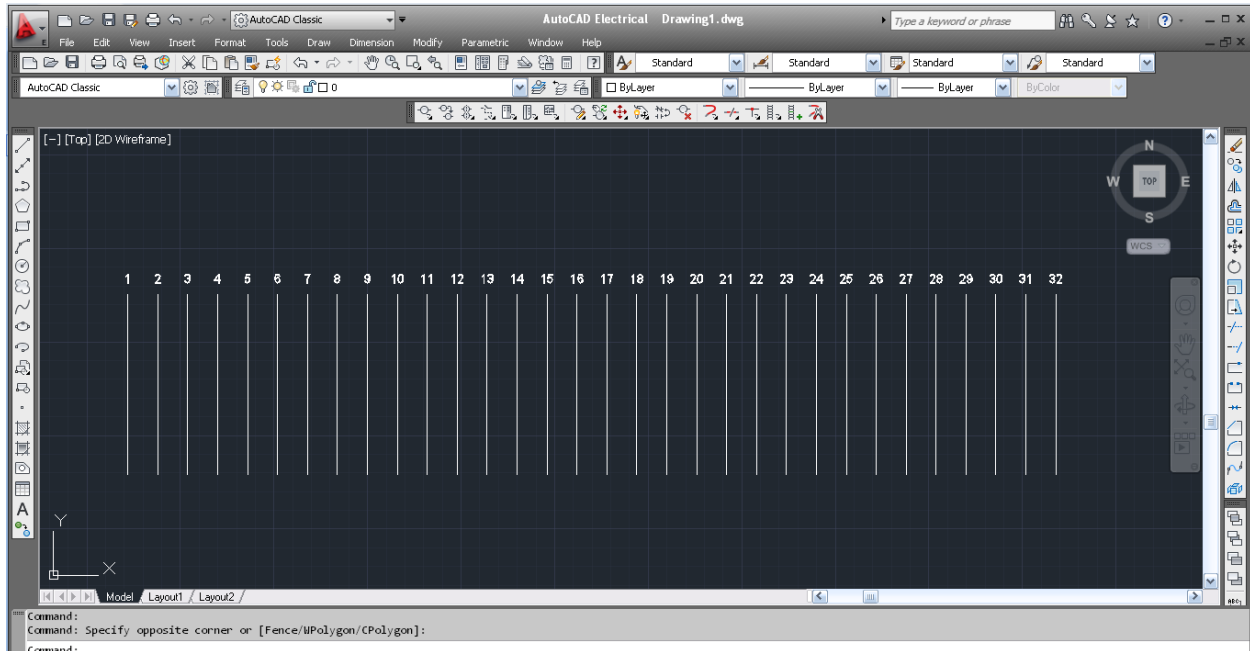 AutoCAD Classic AutoCAD Electrical Drawing1.dwg Type a keyword or phrase
E File Edit View Insert Format Tools Draw Dimension Modify Parametric Window Help
Standard Standard Standard Standard
AutoCAD Classic 0 ByLayer ByLayer ByLayer ByColor
[-] [Top] [2D Wireframe]
N
W TOP E
S
WCS
1 2 3 4 5 6 7 8 9 10 11 12 13 14 15 16 17 18 19 20 21 22 23 24 25 26 27 28 29 30 31 32
A
Y
X
Model Layout1 Layout2
ABC
Command:
Command: Specify opposite corner or [Fence/WPolygon/CPolygon]:
Command: